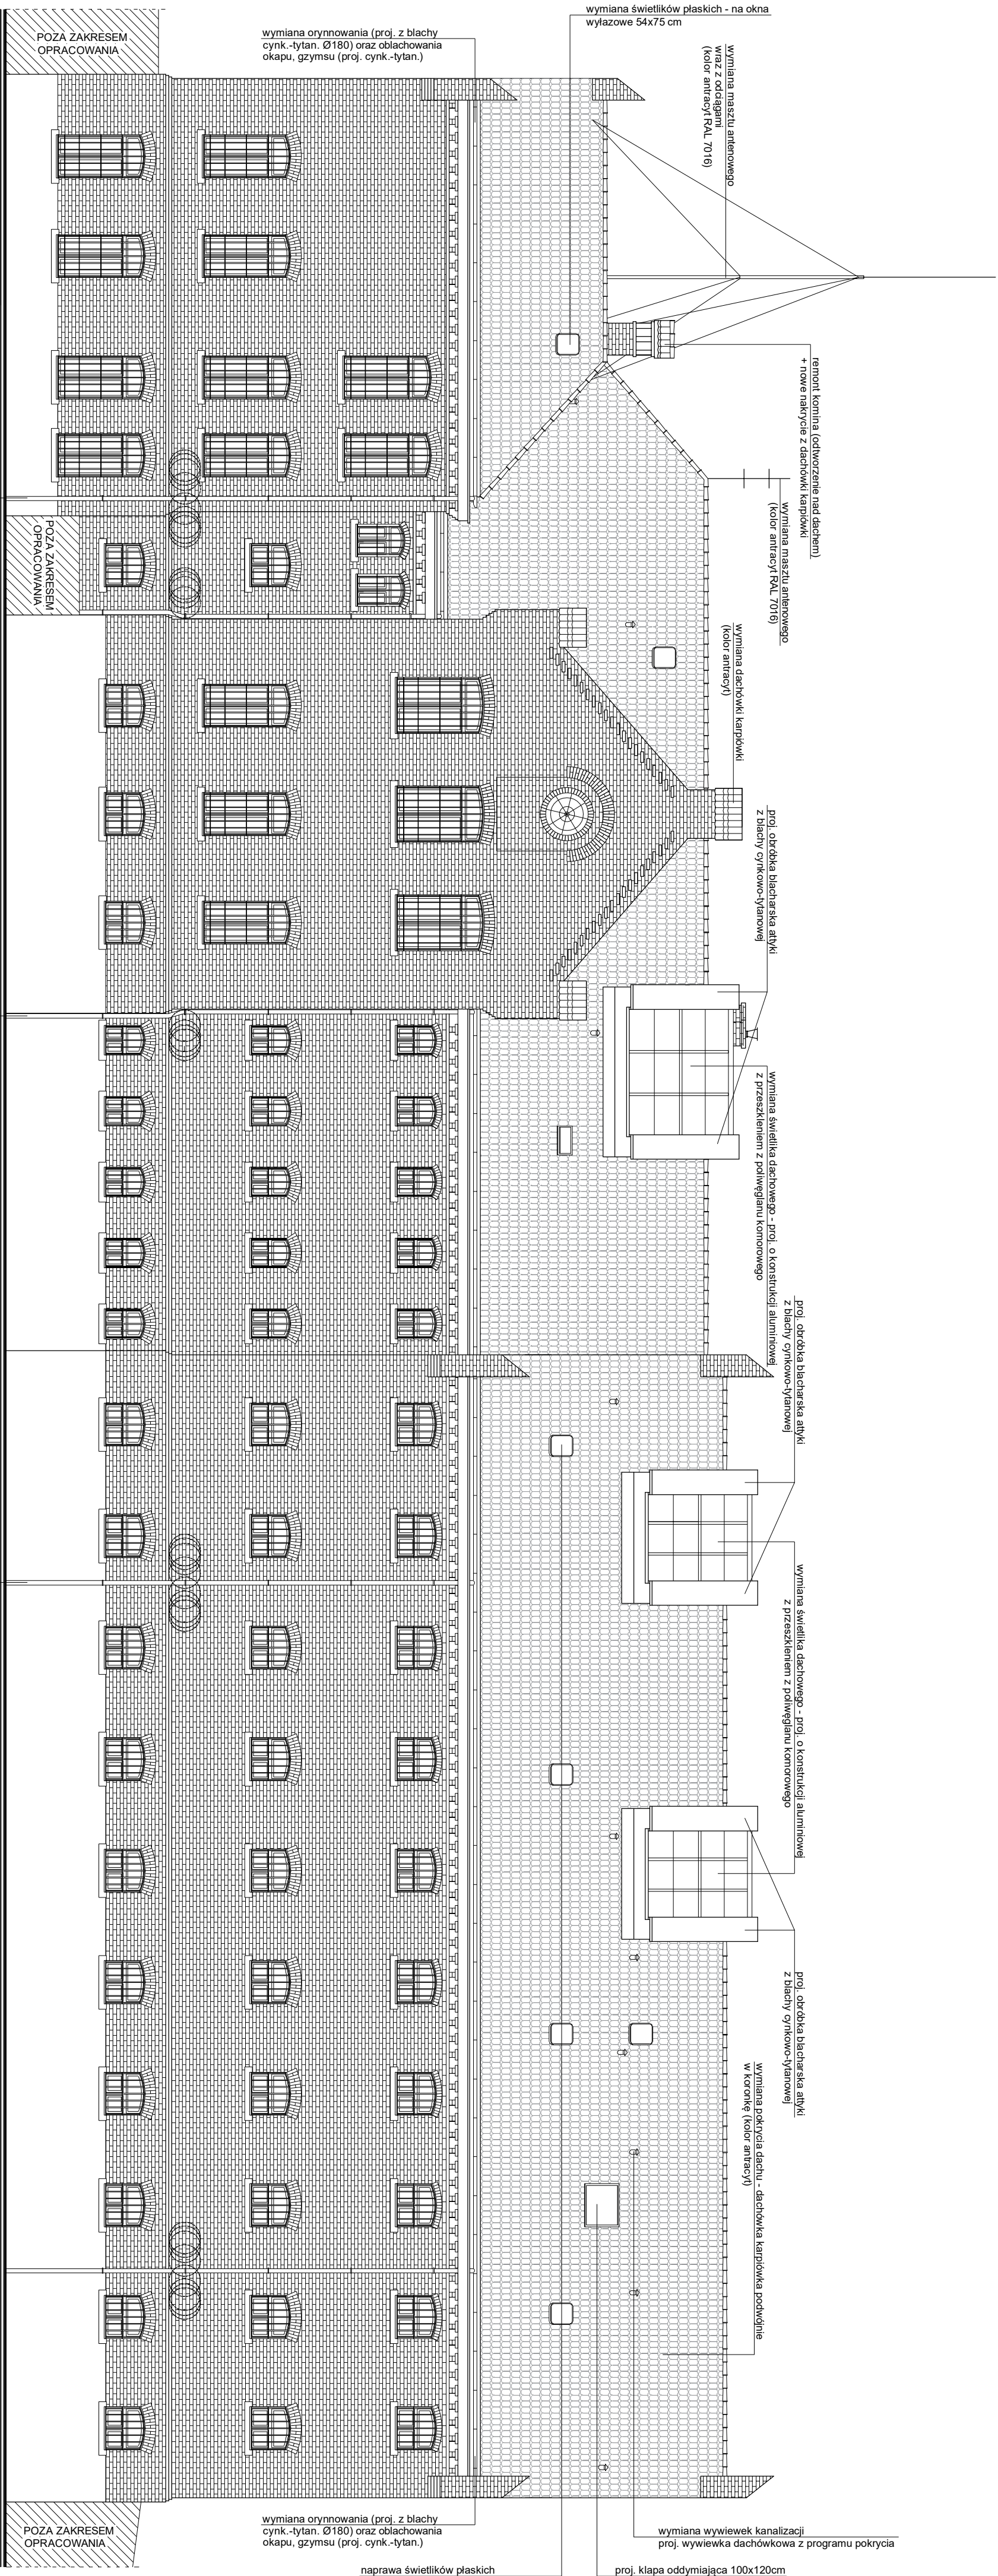 wymiana świetlików płaskich - na okna
wyłazowe 54x75 cm
POZA ZAKRESEM
OPRACOWANIA
wymiana orynnowania (proj. z blachy
cynk.-tytan. Ø180) oraz oblachowania
okapu, gzymsu (proj. cynk.-tytan.)
wymiana masztu antenowego
wraz z odciągami
(kolor antracyt RAL 7016)
remont komina (odtworzenie nad dachem)
+ nowe nakrycie z dachówki karpiówki
wymiana masztu antenowego
(kolor antracyt RAL 7016)
POZA ZAKRESEM
OPRACOWANIA
wymiana dachówki karpiówki
(kolor antracyt)
proj. obróbka blacharska attyki
z blachy cynkowo-tytanowej
wymiana świetlika dachowego - proj. o konstrukcji aluminiowej
z przeszkleniem z poliwęglanu komorowego
proj. obróbka blacharska attyki
z blachy cynkowo-tytanowej
wymiana świetlika dachowego - proj. o konstrukcji aluminiowej
z przeszkleniem z poliwęglanu komorowego
proj. obróbka blacharska attyki
z blachy cynkowo-tytanowej
wymiana pokrycia dachu - dachówka karpiówka podwójnie
w koronkę (kolor antracyt)
POZA ZAKRESEM
OPRACOWANIA
wymiana orynnowania (proj. z blachy
cynk.-tytan. Ø180) oraz oblachowania
okapu, gzymsu (proj. cynk.-tytan.)
wymiana wywiewek kanalizacji
proj. wywiewka dachówkowa z programu pokrycia
naprawa świetlików płaskich
proj. klapa oddymiająca 100x120cm